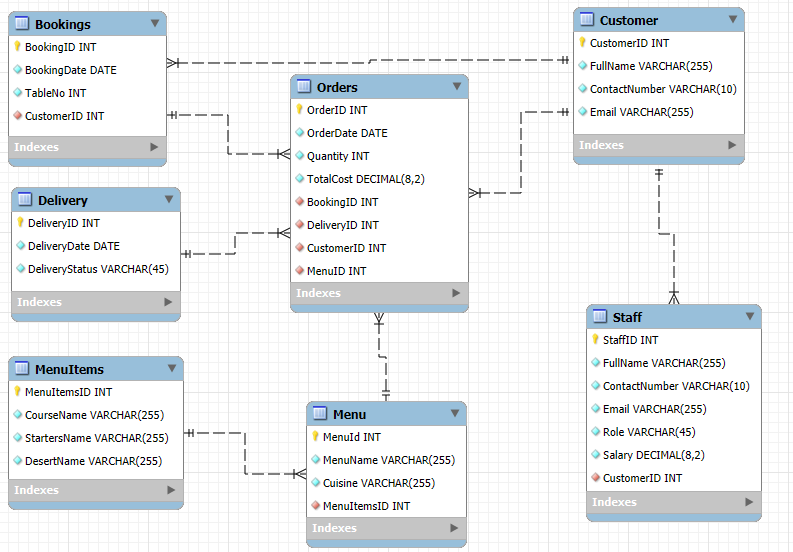 Bookings
BookingID INT
BookingDate DATE
TableNo INT
CustomerID INT
Indexes
Customer
CustomerID INT
FullName VARCHAR(255)
ContactNumber VARCHAR(10)
Email VARCHAR(255)
Indexes
Orders
OrderID INT
OrderDate DATE
Quantity INT
TotalCost DECIMAL(8,2)
BookingID INT
DeliveryID INT
CustomerID INT
MenuID INT
Indexes
Delivery
DeliveryID INT
DeliveryDate DATE
DeliveryStatus VARCHAR(45)
Indexes
Staff
StaffID INT
FullName VARCHAR(255)
ContactNumber VARCHAR(10)
Email VARCHAR(255)
Role VARCHAR(45)
Salary DECIMAL(8,2)
CustomerID INT
Indexes
MenuItems
MenuItemsID INT
CourseName VARCHAR(255)
StartersName VARCHAR(255)
DesertName VARCHAR(255)
Indexes
Menu
MenuId INT
MenuName VARCHAR(255)
Cuisine VARCHAR(255)
MenuItemsID INT
Indexes